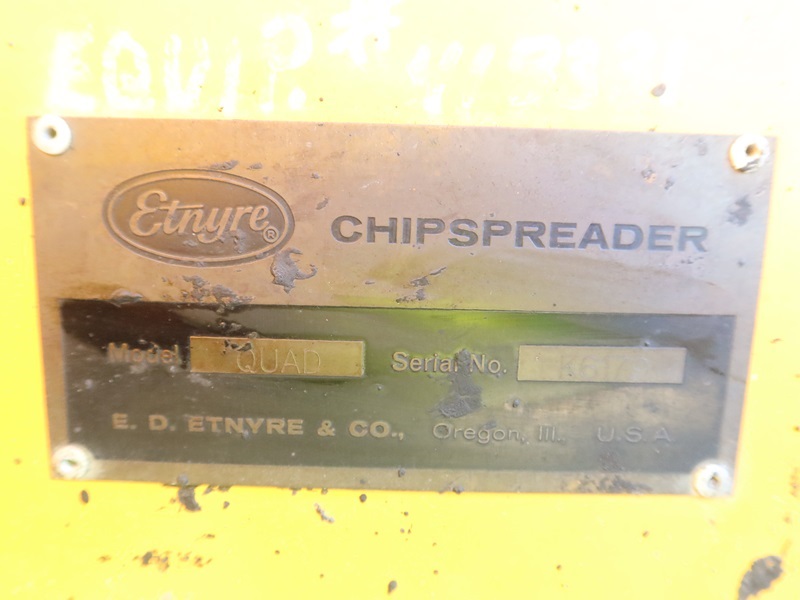 EQUIP. #
Etnyre®
CHIPSPREADER
Model QUAD Serial No.
E. D. ETNYRE & CO., Oregon, Ill. U.S.A